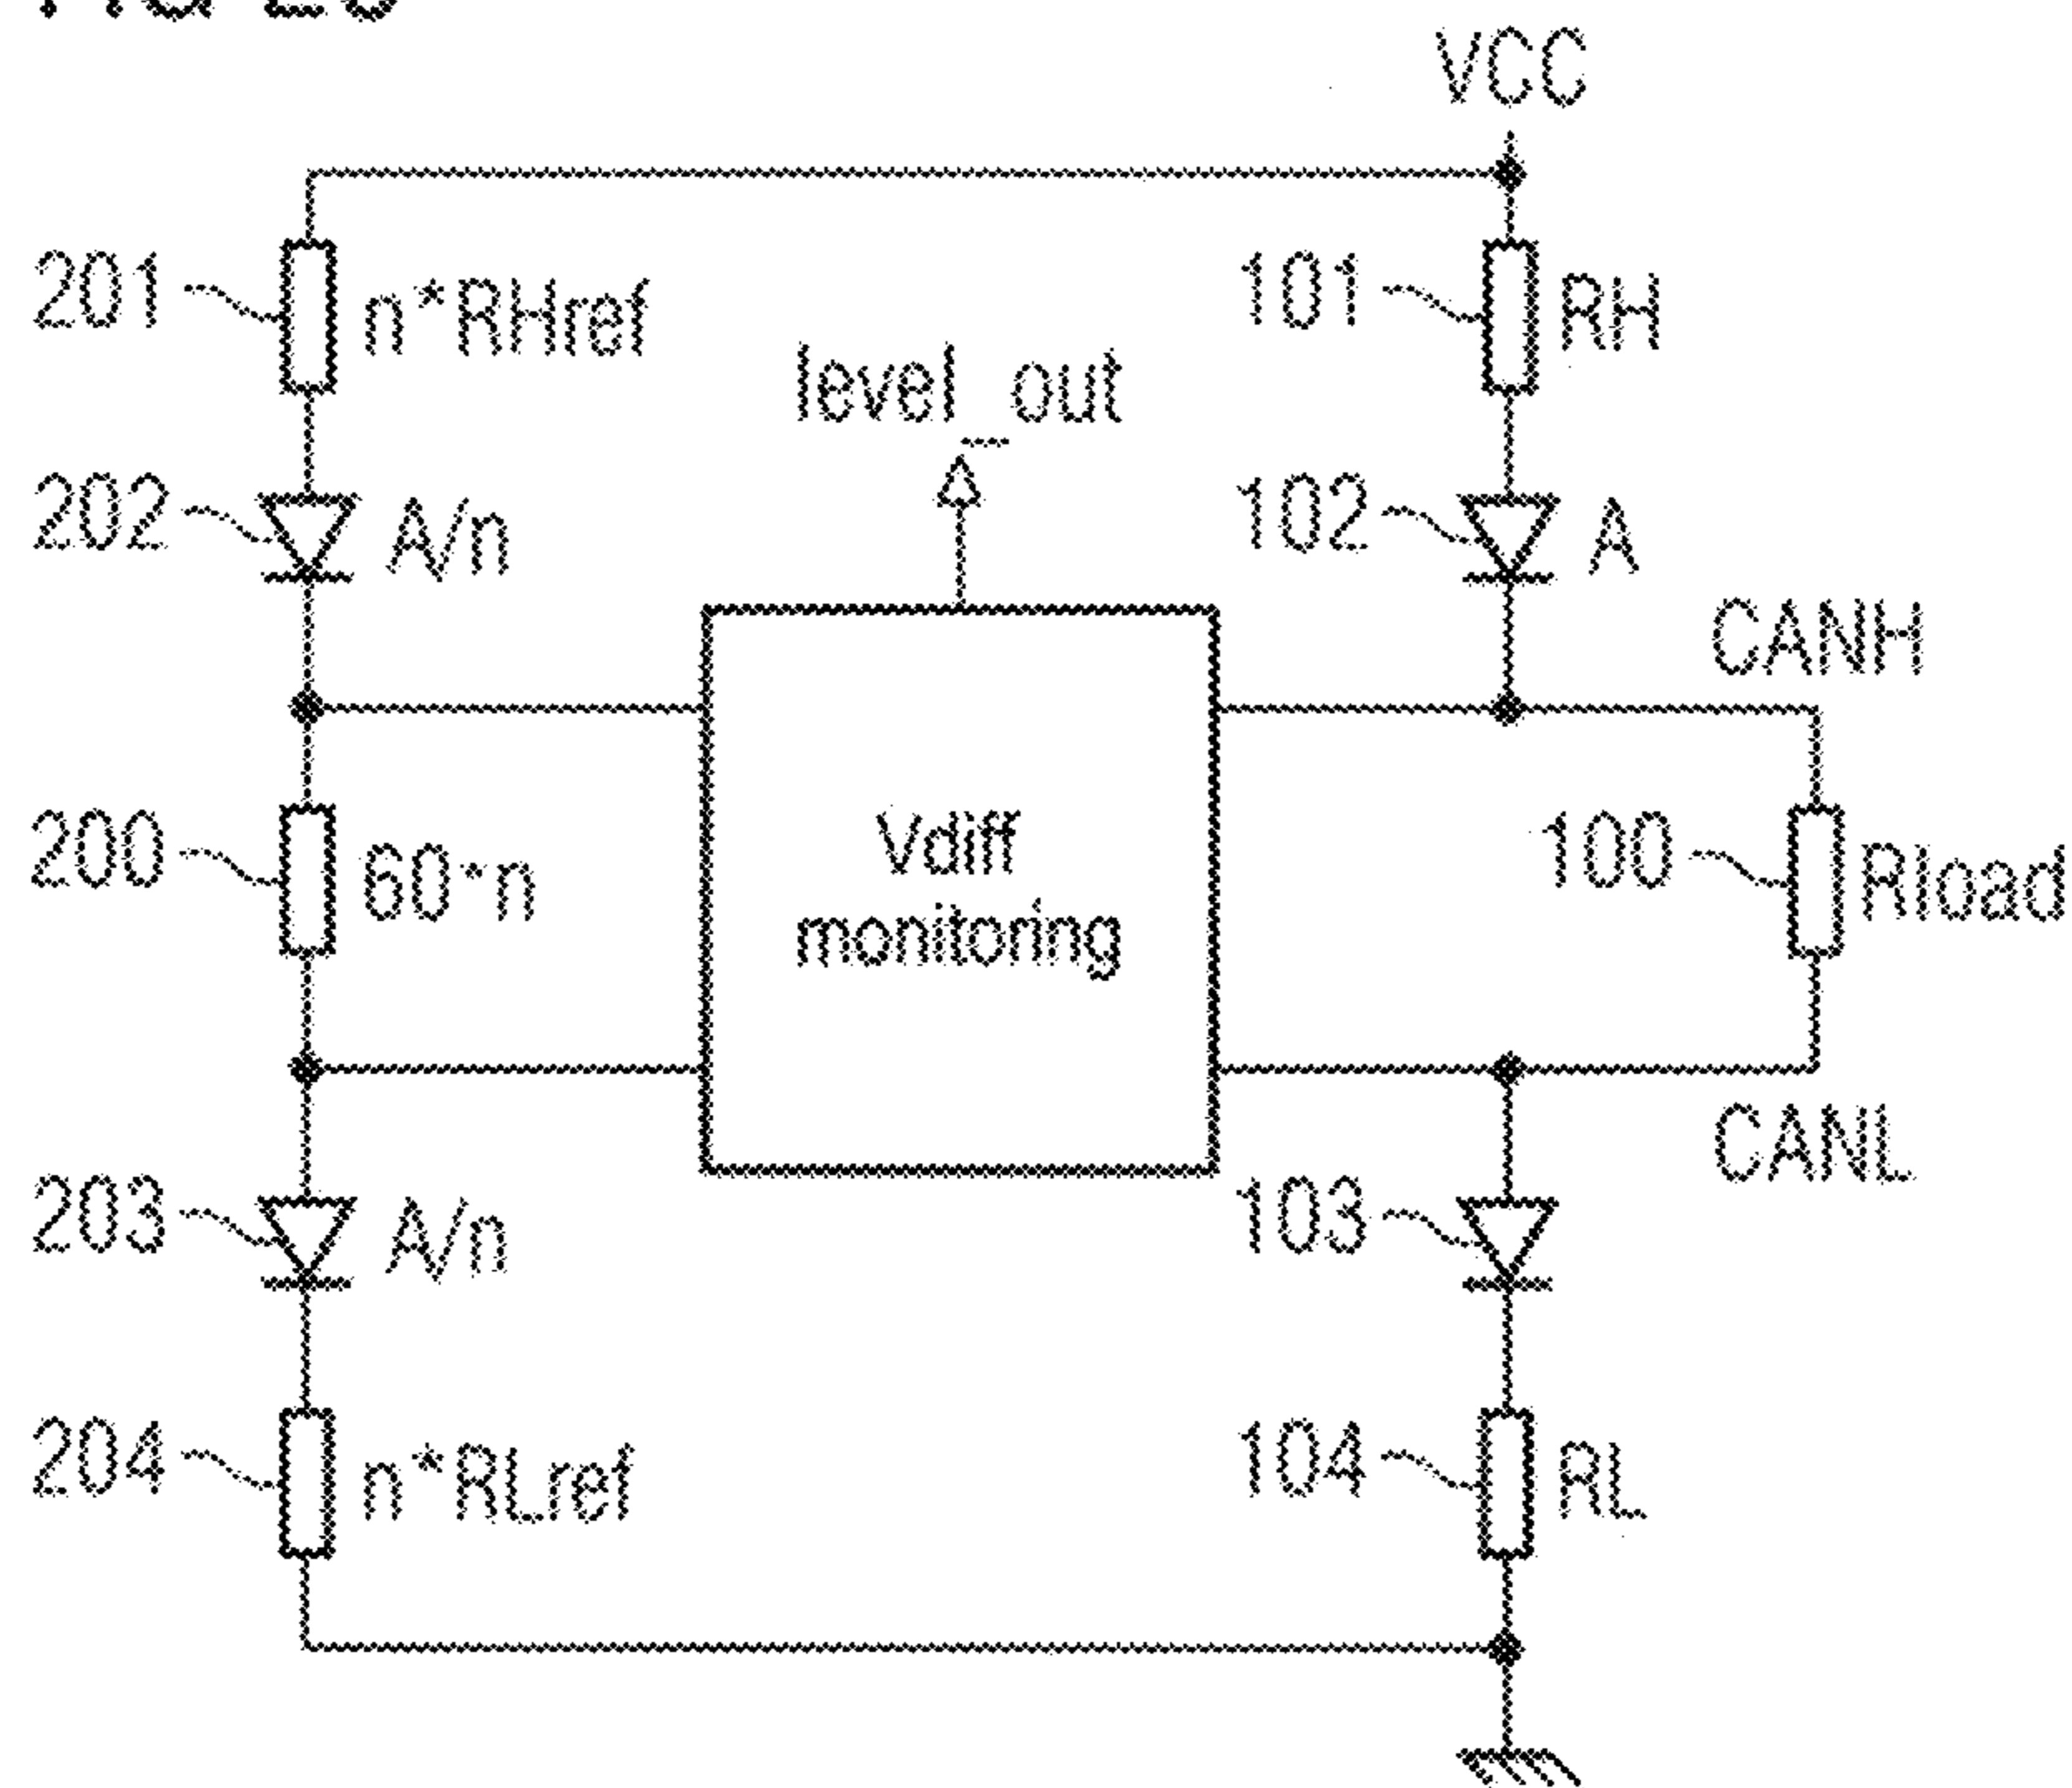 VCC
201
n*RHref
101
RH
level_out
202
A/n
102
A
CANH
200
60*n
Vdiff
monitoring
100
Rload
CANL
203
A/n
103
204
n*RLref
104
RL